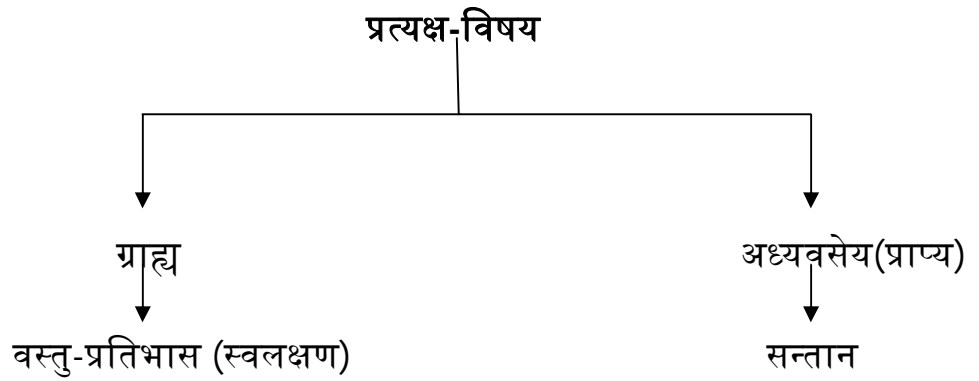 प्रत्यक्ष-विषय
ग्राह्य
अध्यवसेय(प्राप्य)
वस्तु-प्रतिभास (स्वलक्षण)
सन्तान